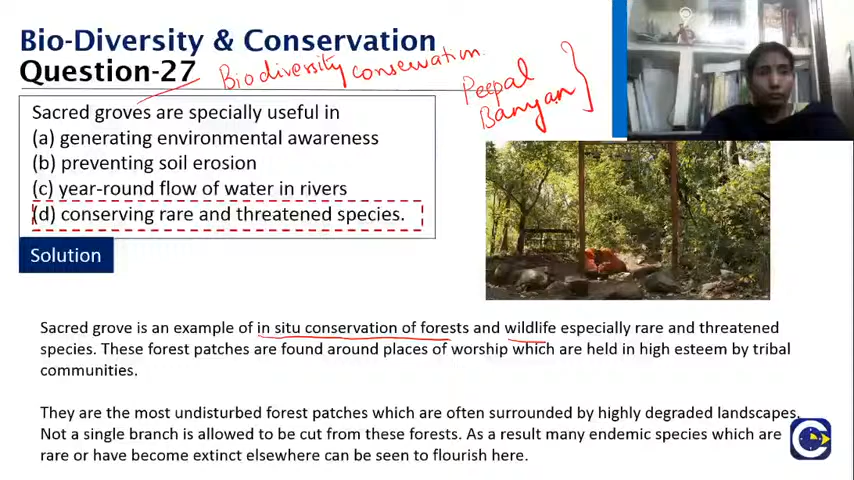 Bio-Diversity & Conservation
Question-27
Biodiversity conservation.
Peepal
Banyan
Sacred groves are specially useful in
(a) generating environmental awareness
(b) preventing soil erosion
(c) year-round flow of water in rivers
(d) conserving rare and threatened species.
Solution
Sacred grove is an example of in situ conservation of forests and wildlife especially rare and threatened
species. These forest patches are found around places of worship which are held in high esteem by tribal
communities.
They are the most undisturbed forest patches which are often surrounded by highly degraded landscapes.
Not a single branch is allowed to be cut from these forests. As a result many endemic species which are
rare or have become extinct elsewhere can be seen to flourish here.